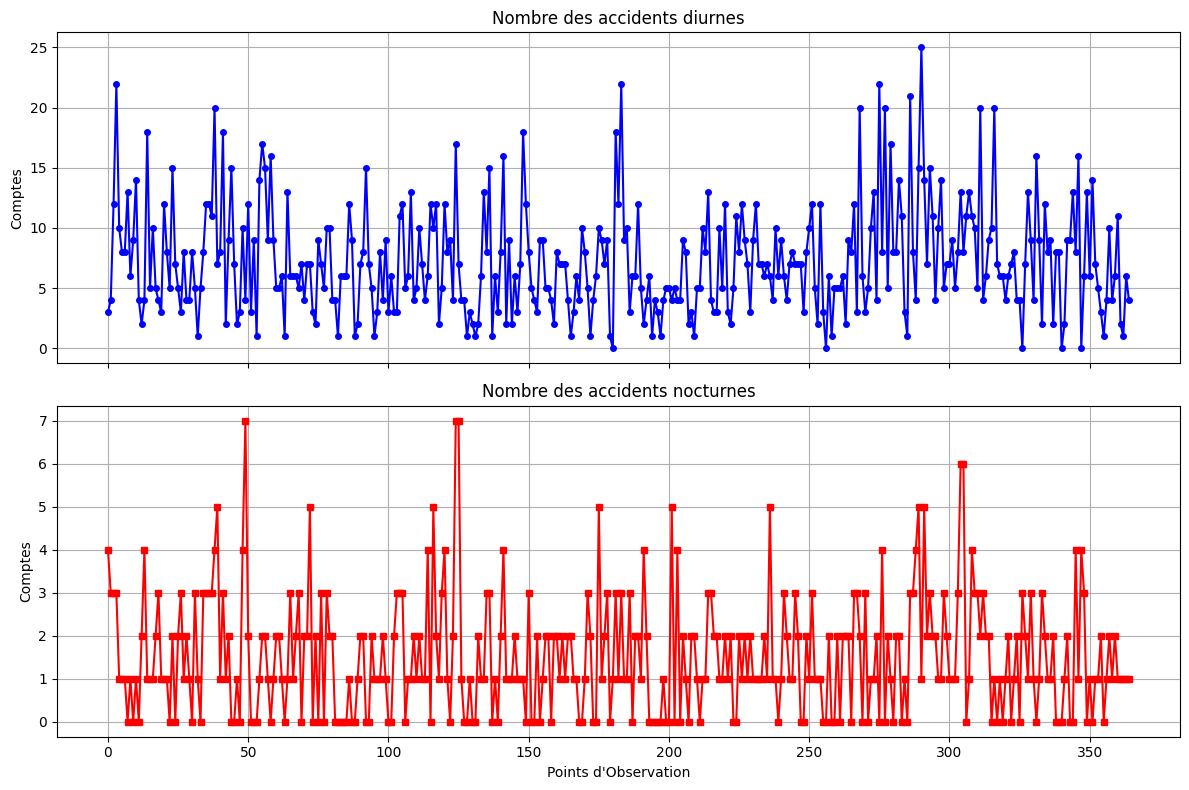 Nombre des accidents diurnes
25
20
15
10
5
0
Comptes
Nombre des accidents nocturnes
7
6
5
4
3
2
1
0
Comptes
0 50 100 150 200 250 300 350
Points d'Observation